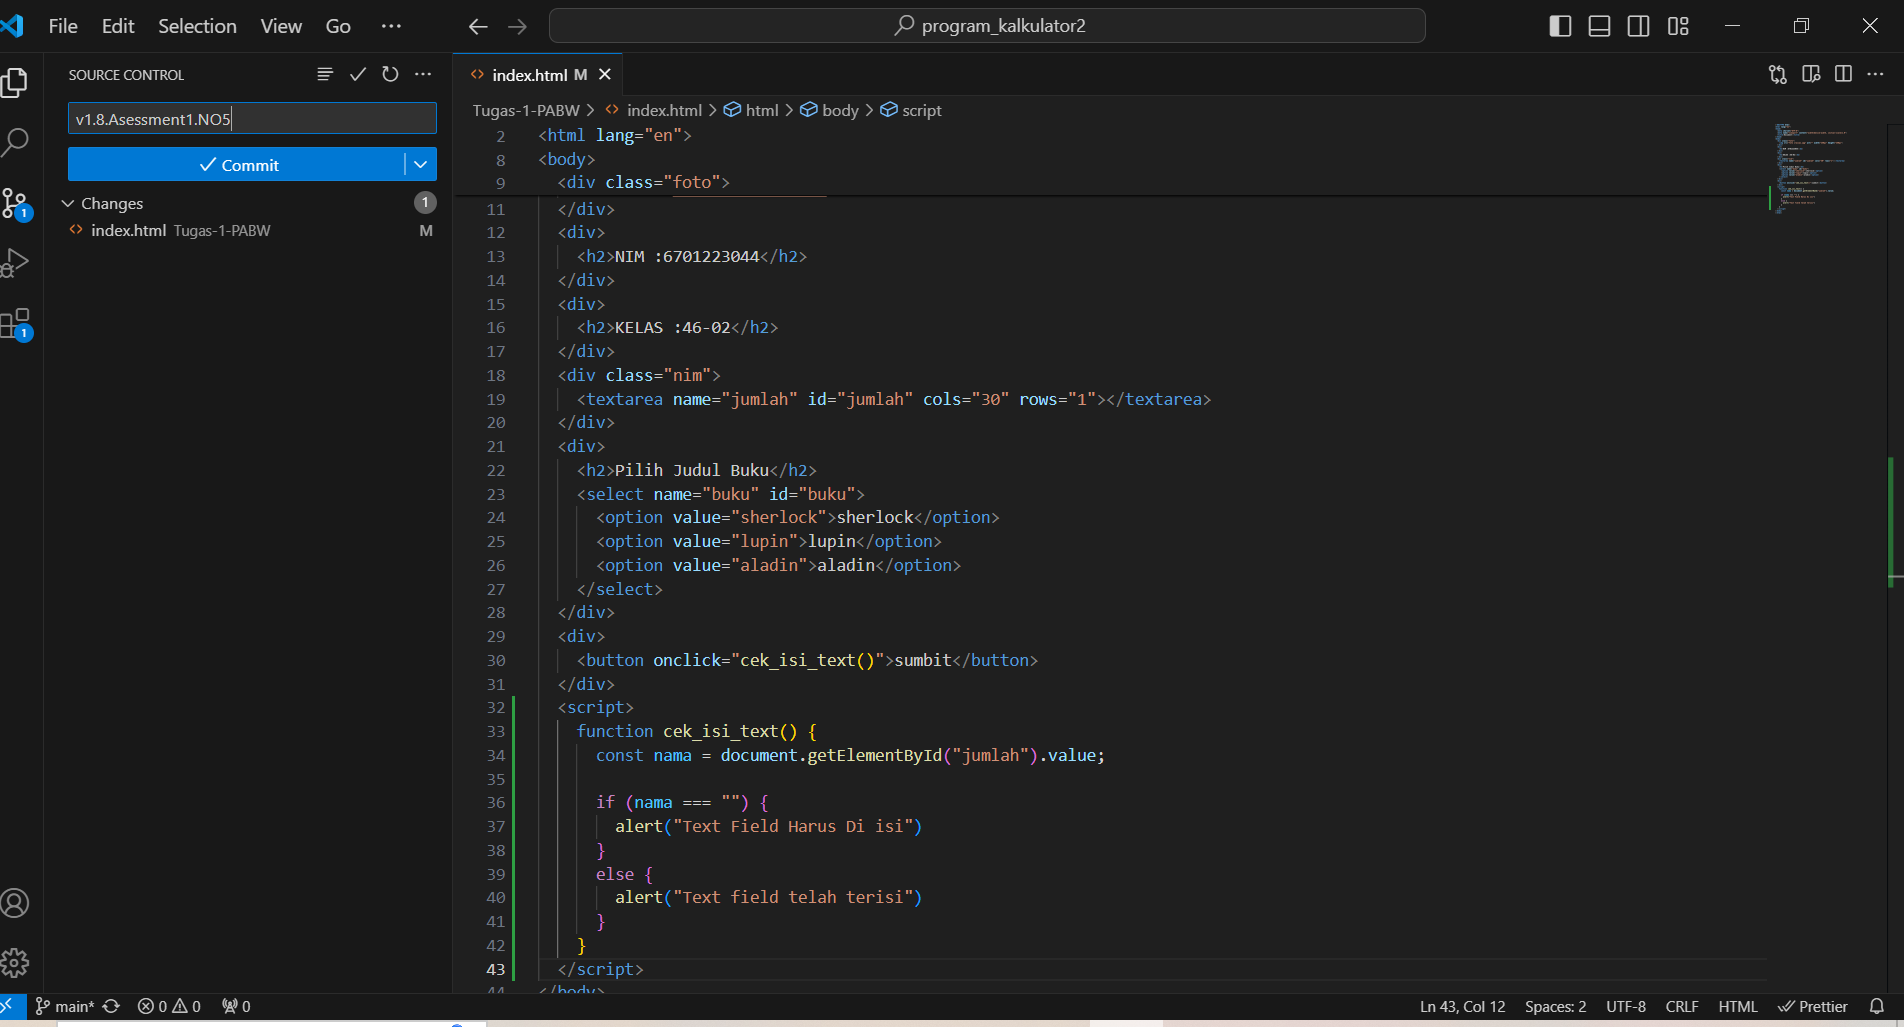 File Edit Selection View Go ···
program_kalkulator2
SOURCE CONTROL
v1.8.Asessment1.NO5
Commit
Changes 1
index.html Tugas-1-PABW M
1
1
index.html M
Tugas-1-PABW > index.html > html > body > script
2 <html lang="en">
8 <body>
9 <div class="foto">
11 </div>
12 <div>
13 <h2>NIM :6701223044</h2>
14 </div>
15 <div>
16 <h2>KELAS :46-02</h2>
17 </div>
18 <div class="nim">
19 <textarea name="jumlah" id="jumlah" cols="30" rows="1"></textarea>
20 </div>
21 <div>
22 <h2>Pilih Judul Buku</h2>
23 <select name="buku" id="buku">
24 <option value="sherlock">sherlock</option>
25 <option value="lupin">lupin</option>
26 <option value="aladin">aladin</option>
27 </select>
28 </div>
29 <div>
30 <button onclick="cek_isi_text()">sumbit</button>
31 </div>
32 <script>
33 function cek_isi_text() {
34 const nama = document.getElementById("jumlah").value;
35
36 if (nama === "") {
37 alert("Text Field Harus Di isi")
38 }
39 else {
40 alert("Text field telah terisi")
41 }
42 }
43 </script>
44 </body>
main* 0 0 0 Ln 43, Col 12 Spaces: 2 UTF-8 CRLF HTML Prettier